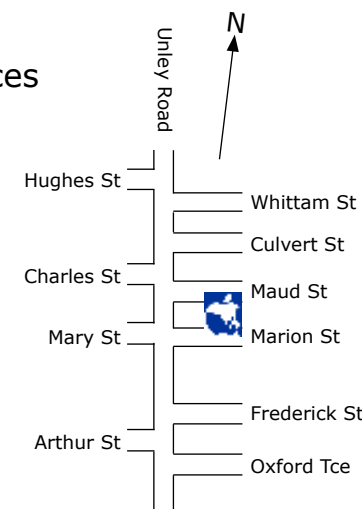 N
ces
Unley Road
Hughes St
Whittam St
Culvert St
Charles St
Maud St
Mary St
Marion St
Frederick St
Arthur St
Oxford Tce